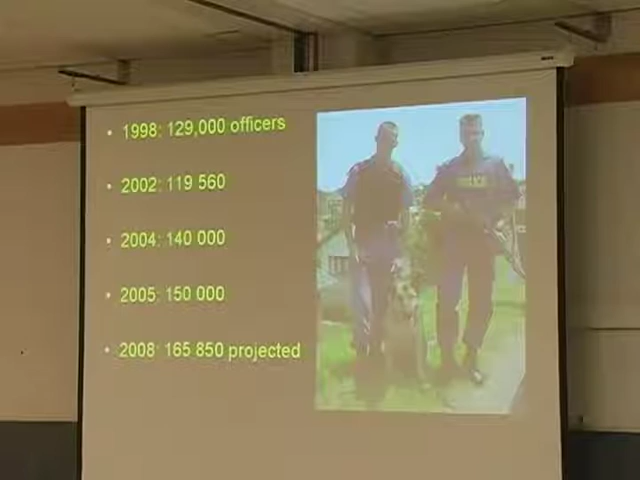 • 1998: 129,000 officers
• 2002: 119 560
• 2004: 140 000
• 2005: 150 000
• 2008: 165 850 projected